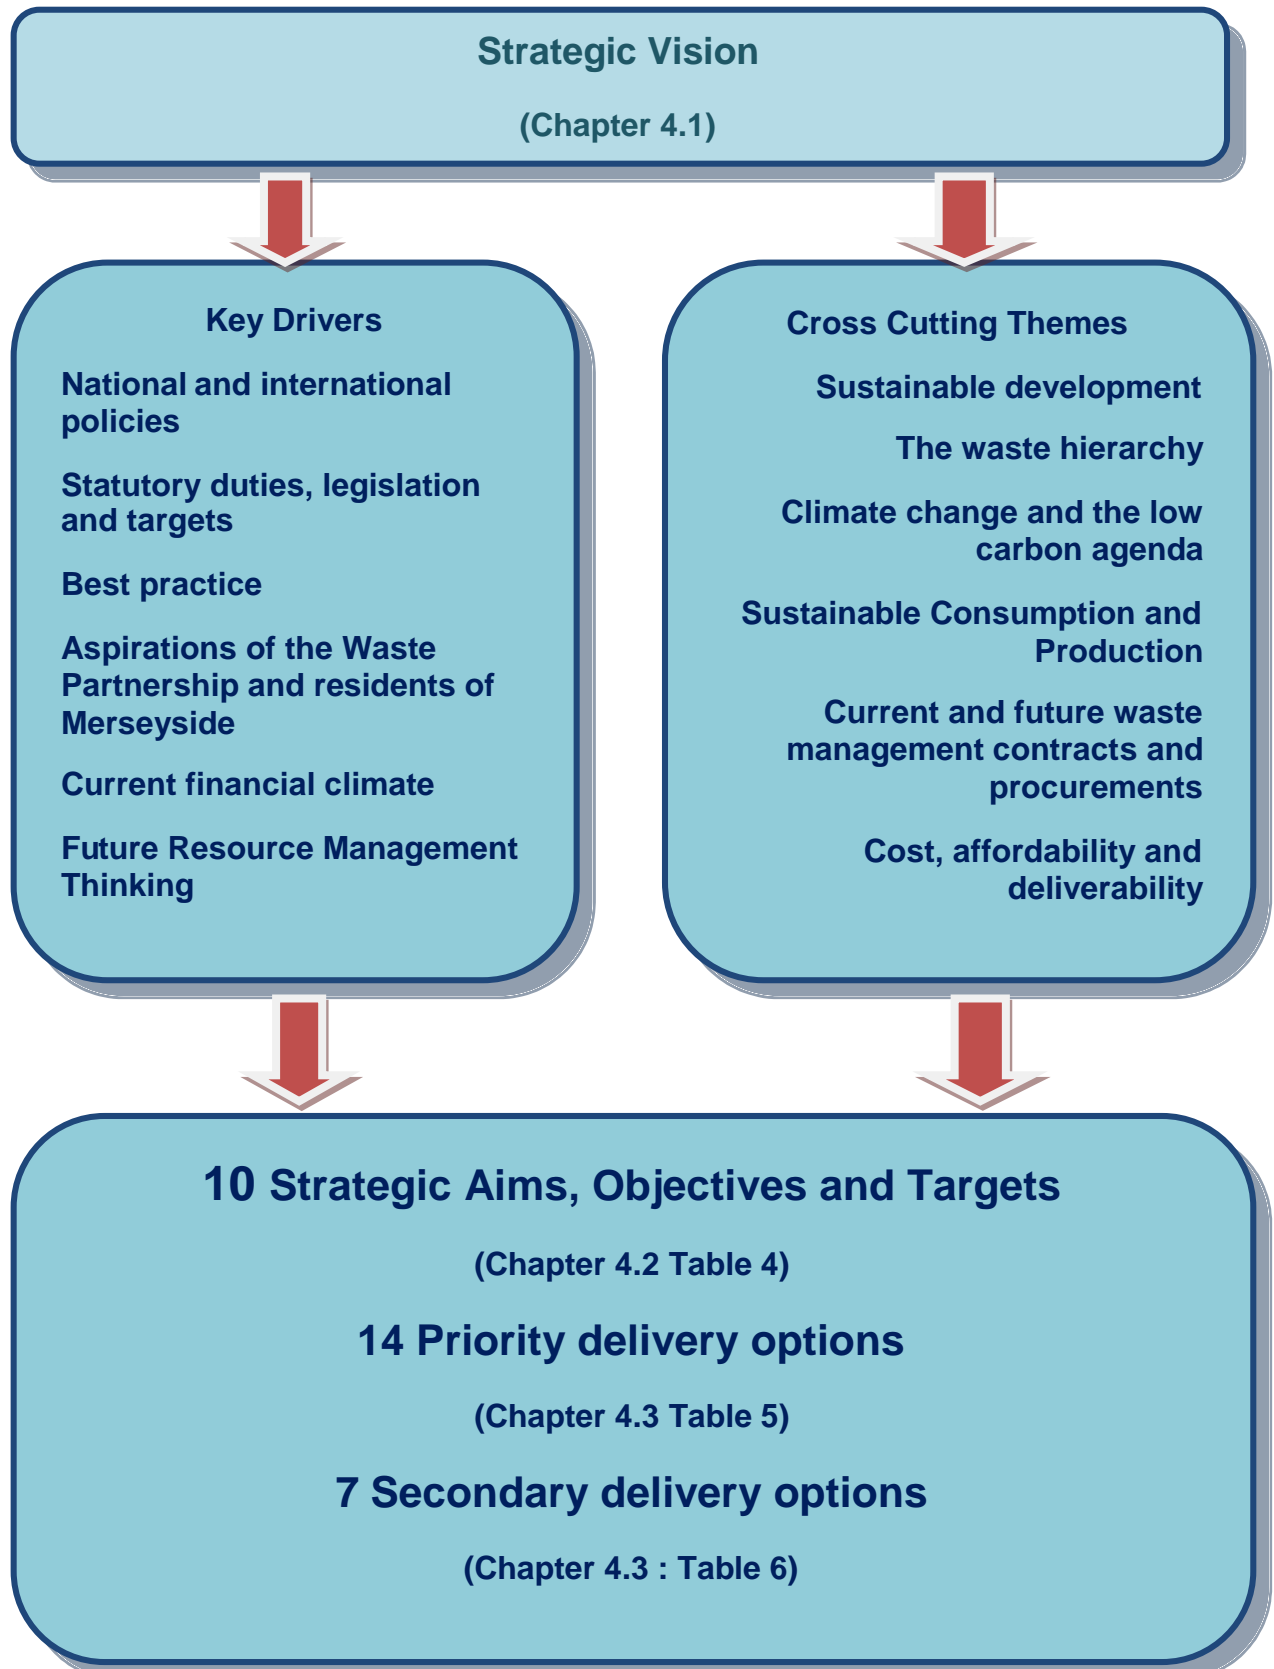 Strategic Vision
(Chapter 4.1)
Key Drivers
National and international
policies
Statutory duties, legislation
and targets
Best practice
Aspirations of the Waste
Partnership and residents of
Merseyside
Current financial climate
Future Resource Management
Thinking
Cross Cutting Themes
Sustainable development
The waste hierarchy
Climate change and the low
carbon agenda
Sustainable Consumption and
Production
Current and future waste
management contracts and
procurements
Cost, affordability and
deliverability
10 Strategic Aims, Objectives and Targets
(Chapter 4.2 Table 4)
14 Priority delivery options
(Chapter 4.3 Table 5)
7 Secondary delivery options
(Chapter 4.3 : Table 6)